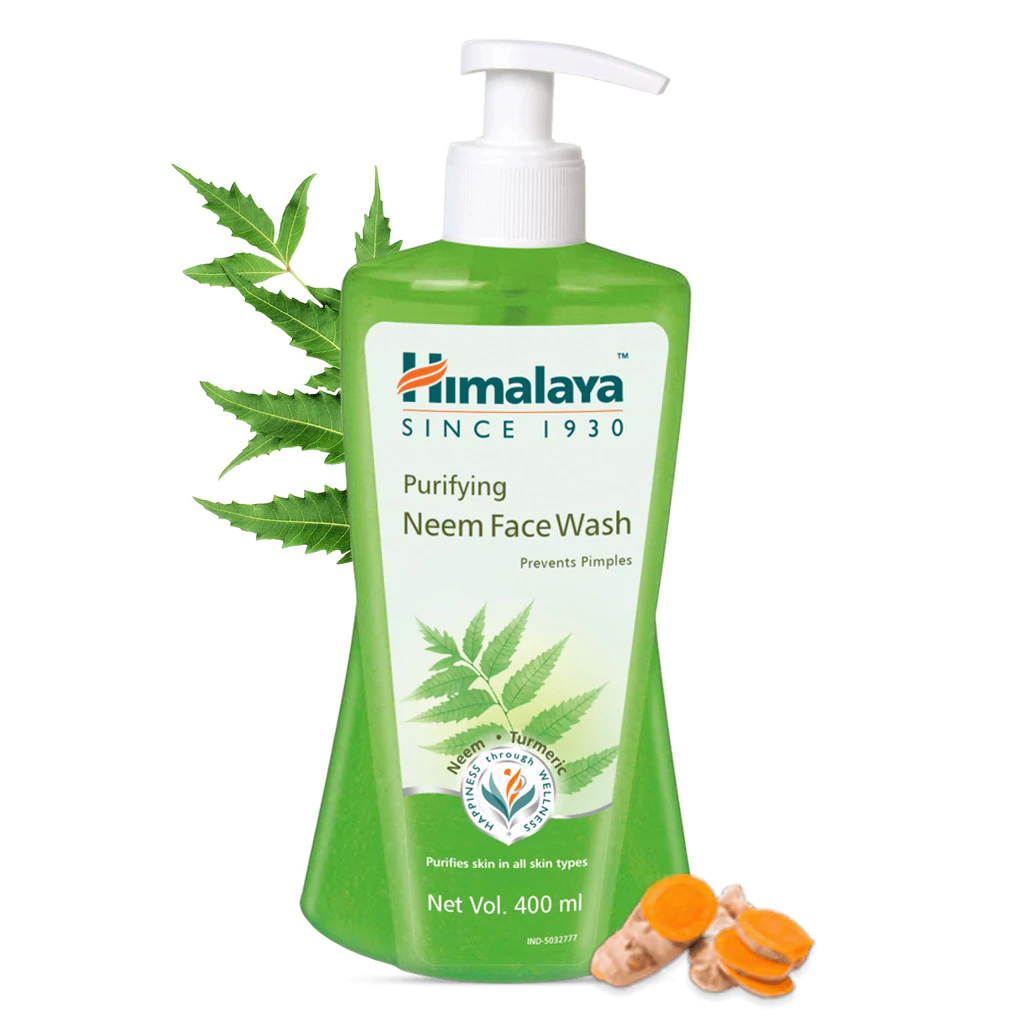 Himalaya™
SINCE 1930
Purifying
Neem Face Wash
Prevents Pimples
Neem • Turmeric
HAPPINESS through WELLNESS
®
Purifies skin in all skin types
Net Vol. 400 ml
IND-5032777